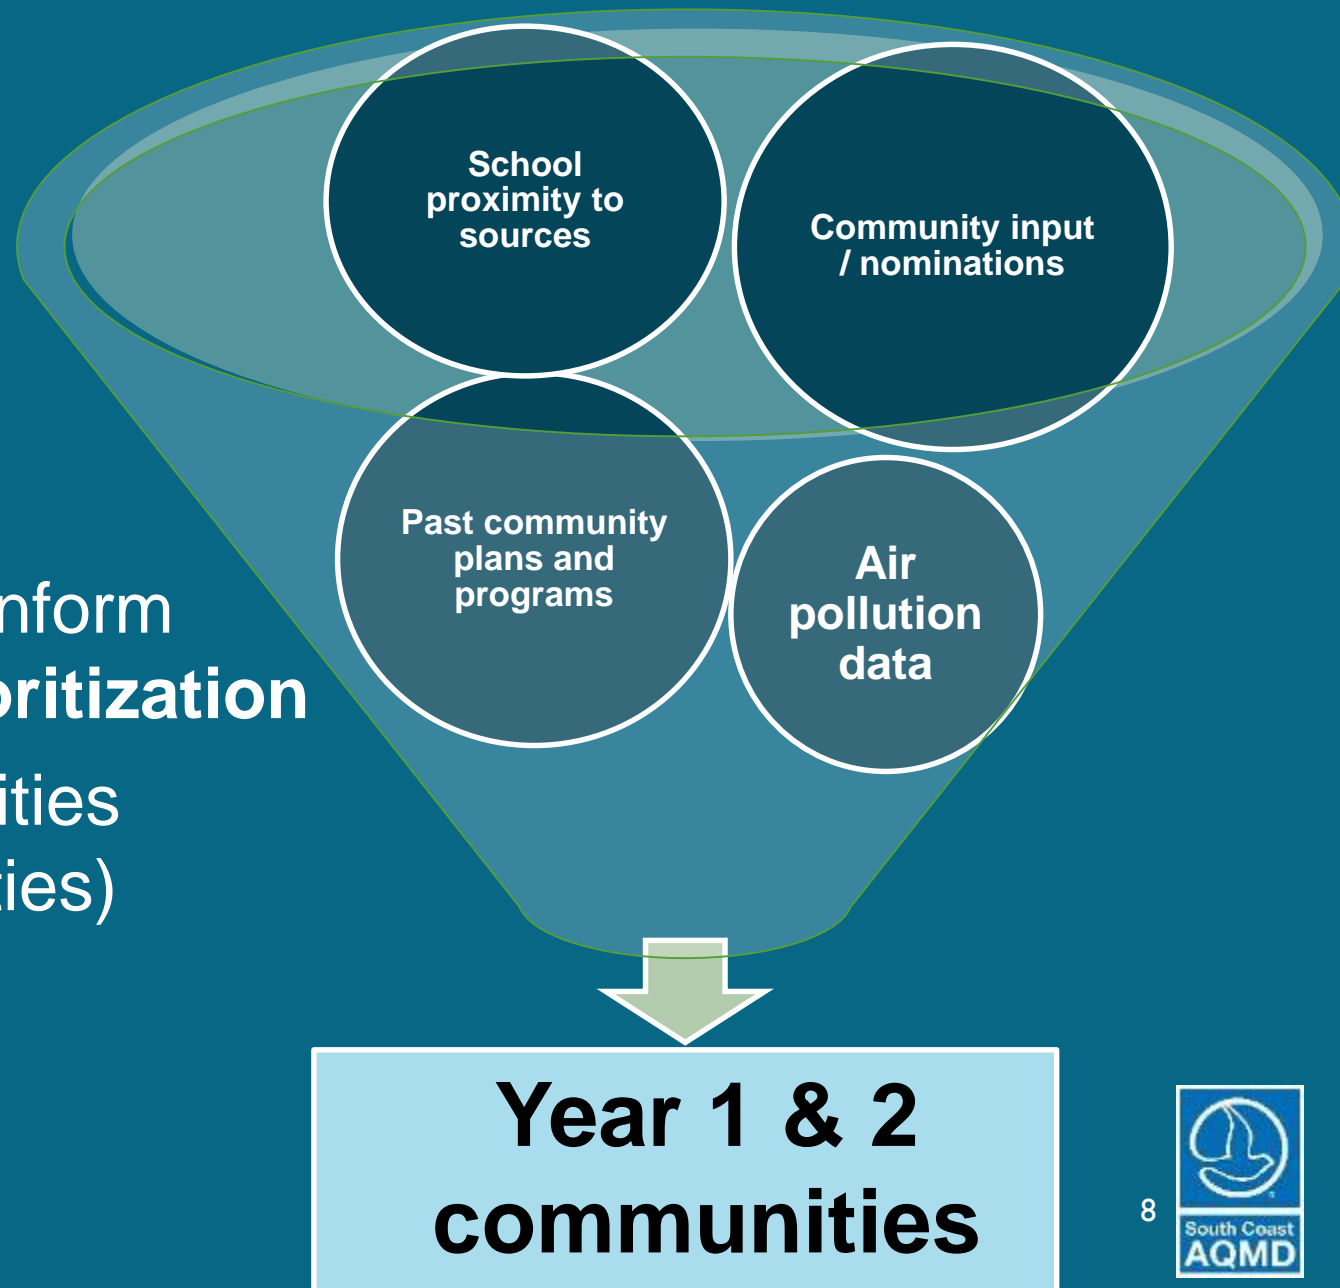 School
proximity to
sources
Community input
/ nominations
Past community
plans and
programs
Air
pollution
data
nform
oritization
ities
ties)
Year 1 & 2
communities
8
South Coast
AQMD